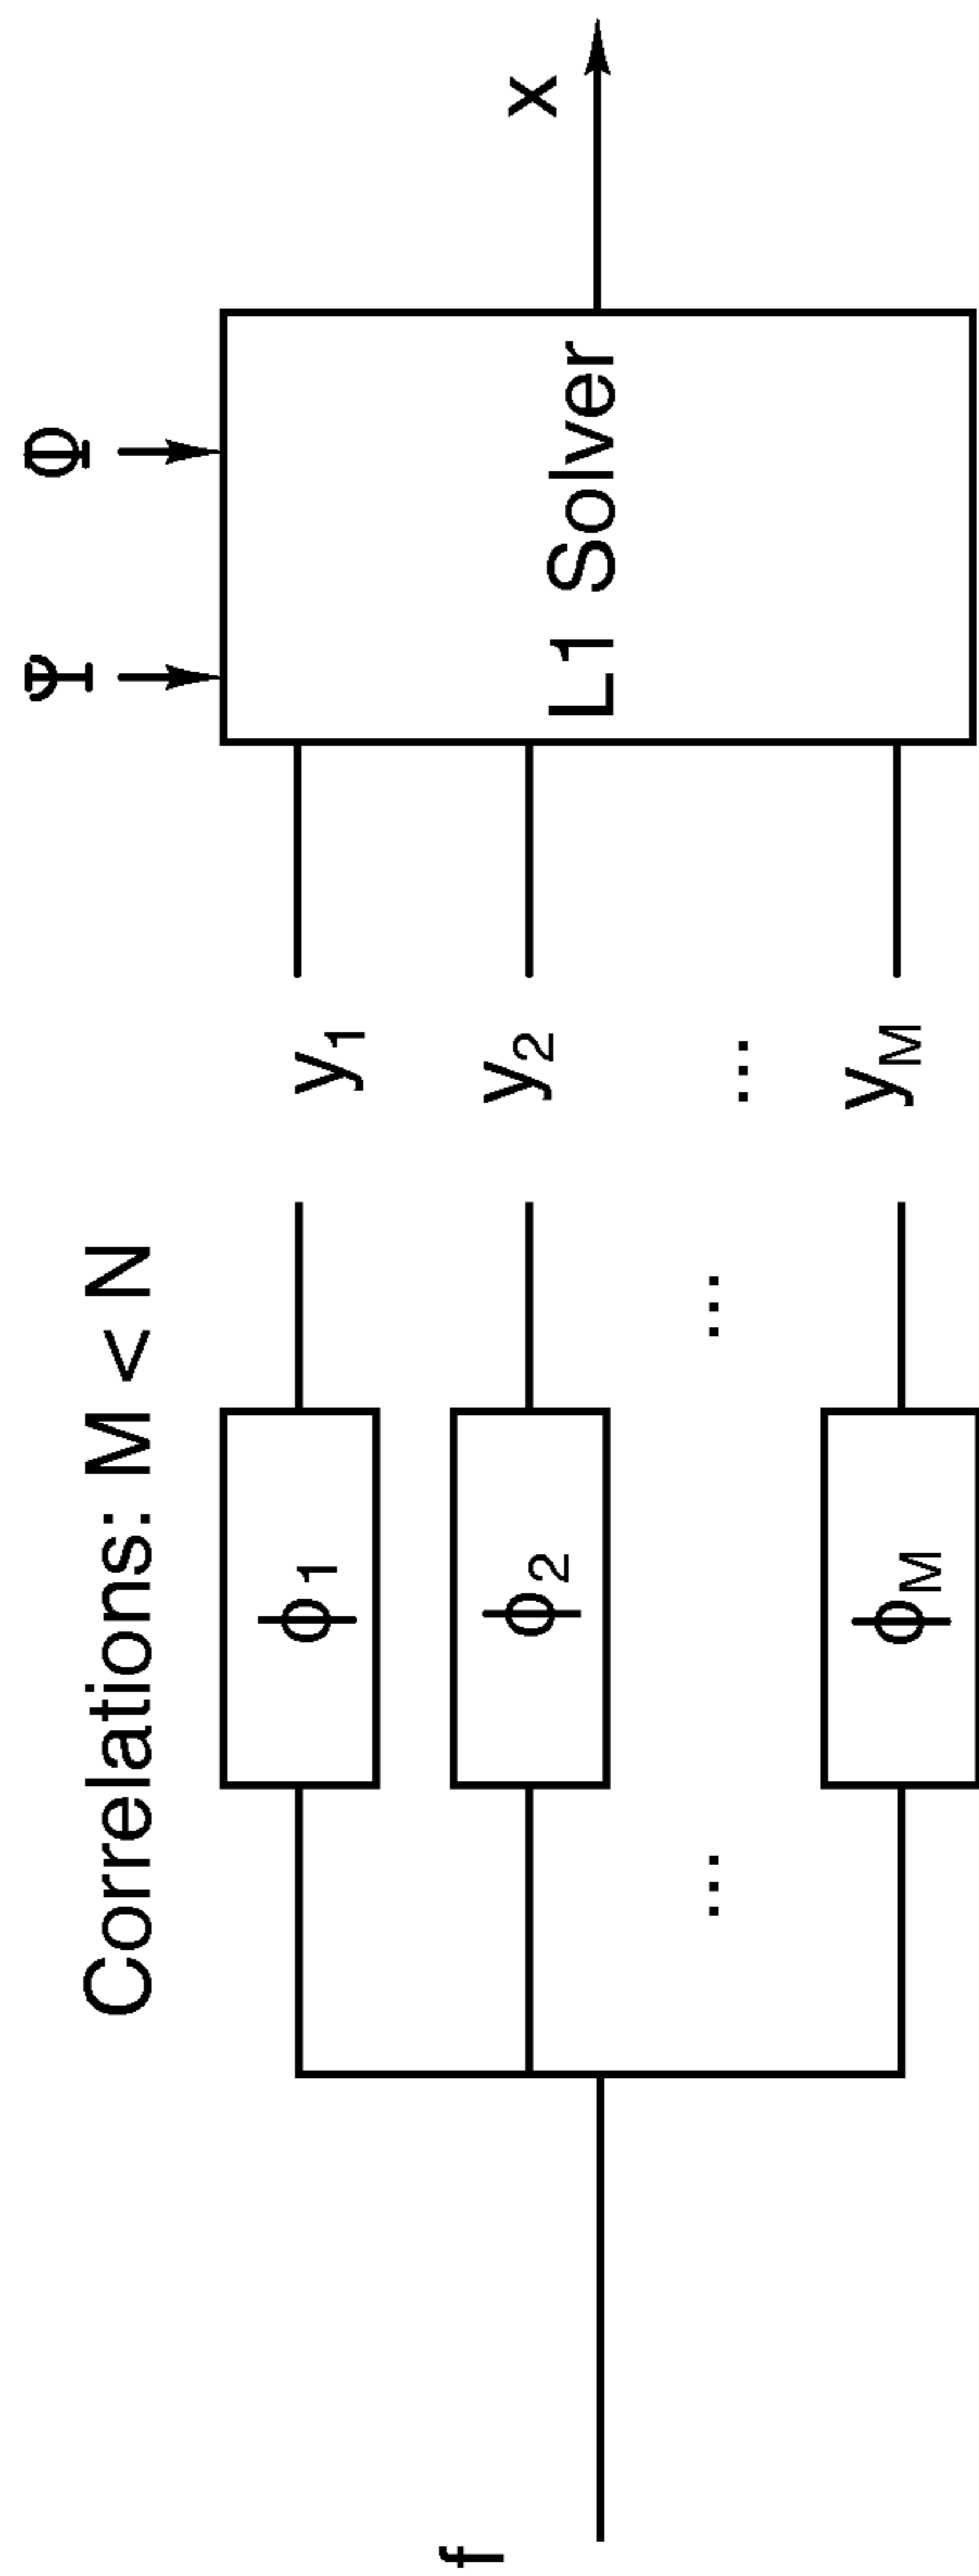 Correlations: M < N
Ψ Φ
f
ϕ1 y1
ϕ2 y2
... ... ...
ϕM yM
L1 Solver
x